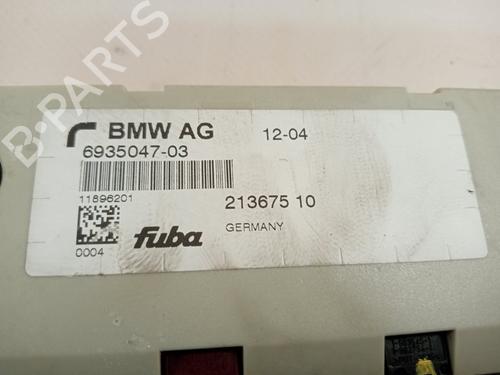 B-PARTS
BMW AG 12-04
6935047-03
11896201
213675 10
fuba
GERMANY
0004